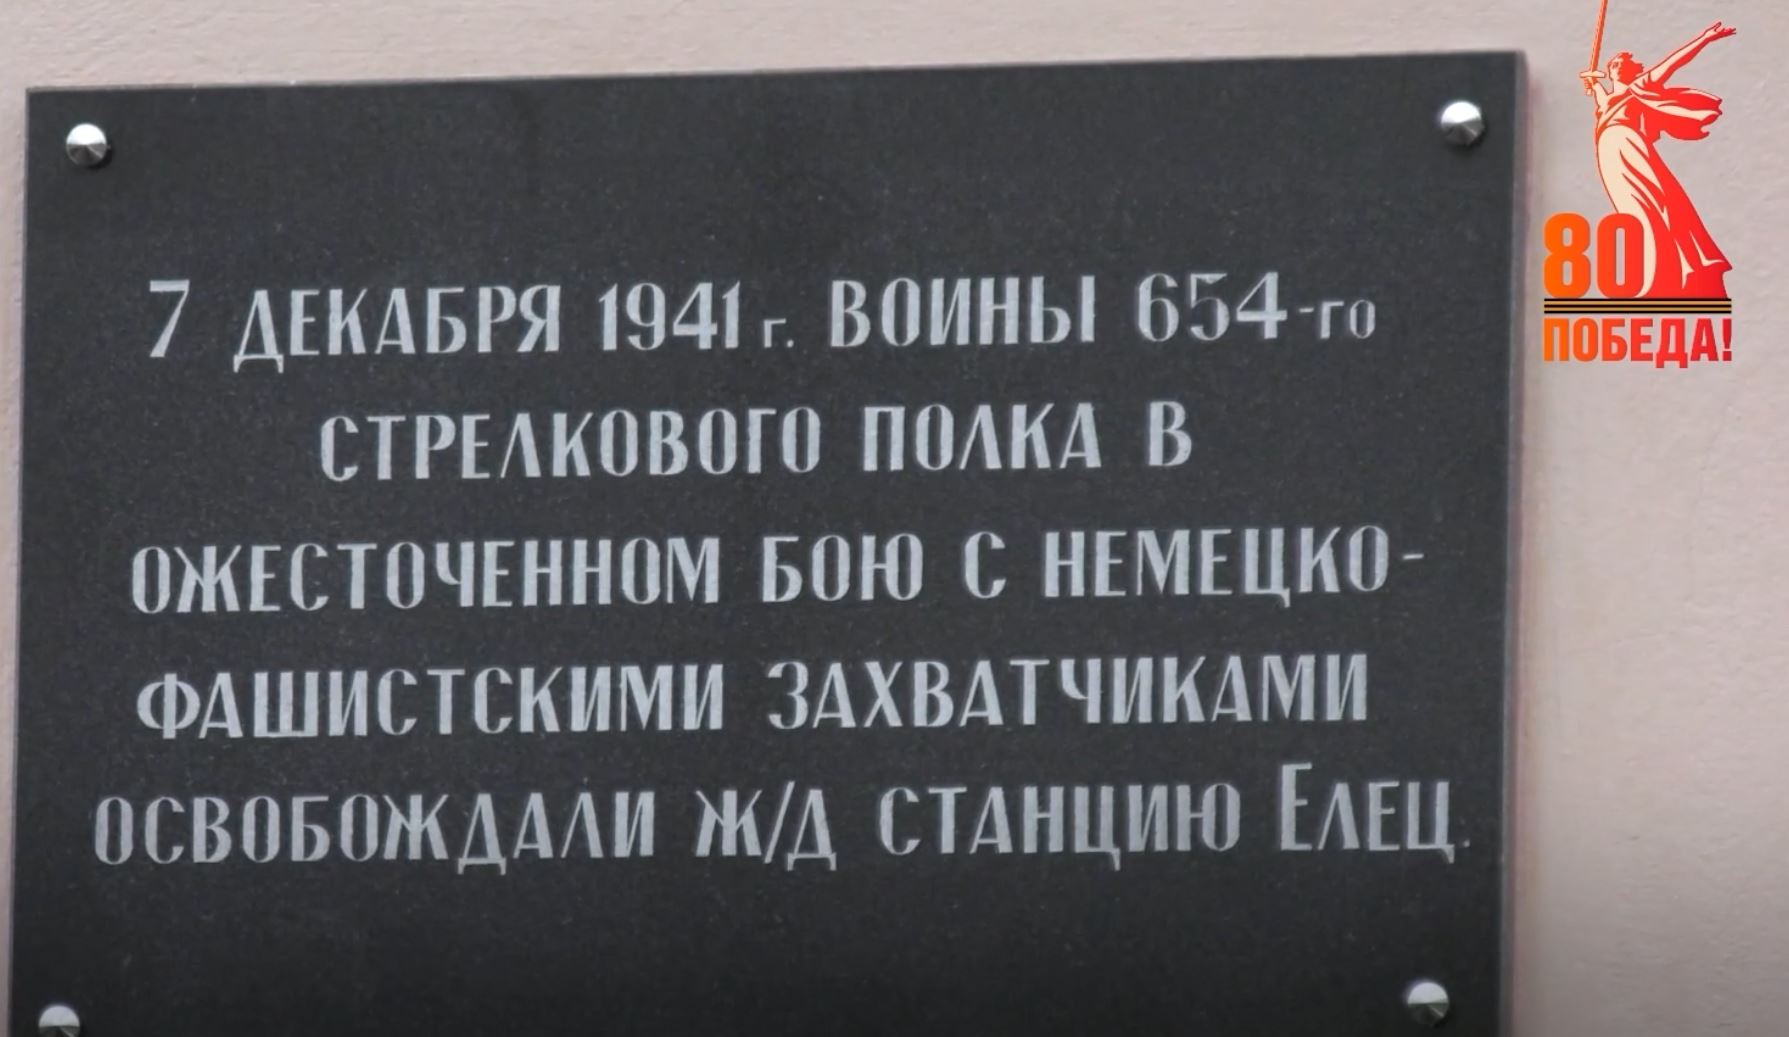 7 ДЕКАБРЯ 1941 г. ВОИНЫ 654-го
СТРЕЛКОВОГО ПОЛКА В
ОЖЕСТОЧЕННОМ БОЮ С НЕМЕЦКО-
ФАШИСТСКИМИ ЗАХВАТЧИКАМИ
ОСВОБОЖДАЛИ Ж/Д СТАНЦИЮ ЕЛЕЦ.
80
ПОБЕДА!